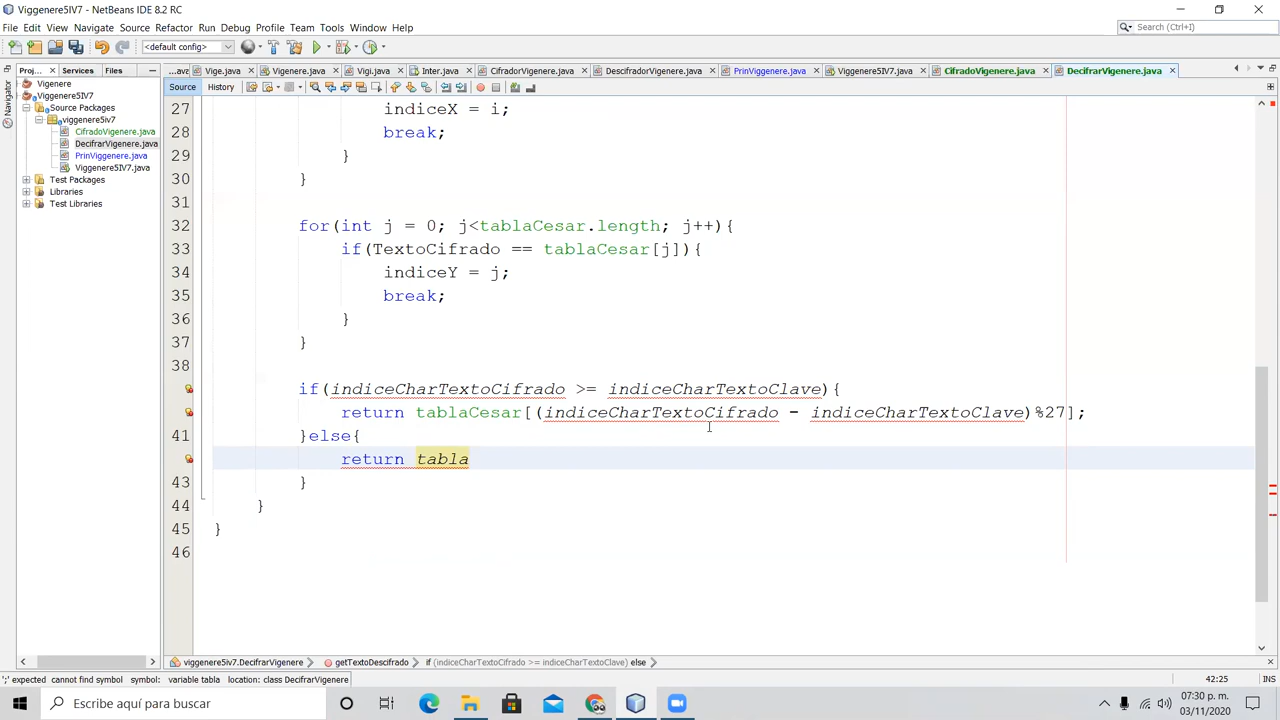 Viggenere5IV7 - NetBeans IDE 8.2 RC
File Edit View Navigate Source Refactor Run Debug Profile Team Tools Window Help
Search (Ctrl+I)
<default config>
Proj... Services Files
...avz Vige.java Vigenere.java Vigi.java Inter.java CifradorVigenere.java DescifradorVigenere.java PrinViggenere.java Viggenere5IV7.java CifradoVigenere.java DecifrarVigenere.java
Source History
Navigator
Vigenere
Viggenere5IV7
Source Packages
viggenere5iv7
CifradoVigenere.java
DecifrarVigenere.java
PrinViggenere.java
Viggenere5IV7.java
Test Packages
Libraries
Test Libraries
27 indiceX = i;
28 break;
29 }
30 }
31
32 for(int j = 0; j<tablaCesar.length; j++){
33 if(TextoCifrado == tablaCesar[j]){
34 indiceY = j;
35 break;
36 }
37 }
38
if(indiceCharTextoCifrado >= indiceCharTextoClave){
return tablaCesar[(indiceCharTextoCifrado - indiceCharTextoClave)%27];
41 }else{
return tabla
43 }
44 }
45 }
46
viggenere5iv7.DecifrarVigenere getTextoDescifrado if (indiceCharTextoCifrado >= indiceCharTextoClave) else
';' expected cannot find symbol symbol: variable tabla location: class DecifrarVigenere 42:25 INS
Escribe aquí para buscar
07:30 p. m.
03/11/2020